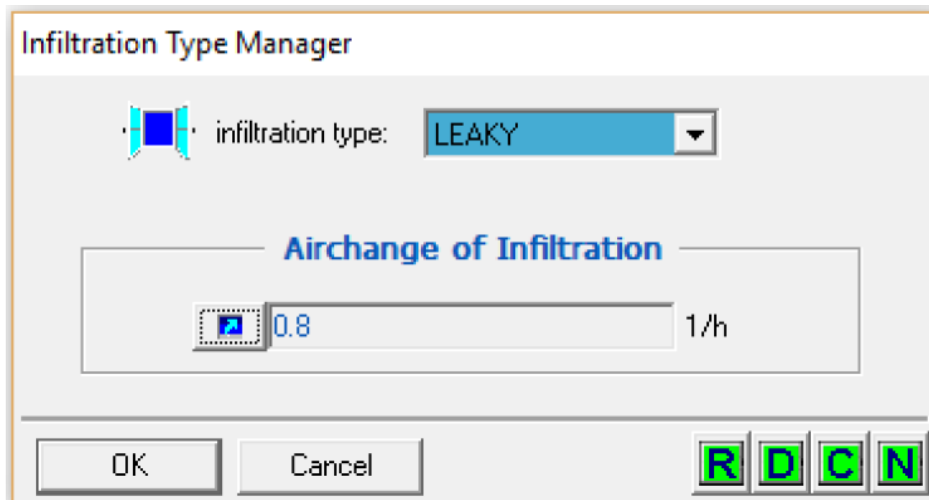 Infiltration Type Manager
infiltration type: LEAKY
Airchange of Infiltration
0.8 1/h
OK Cancel R D C N